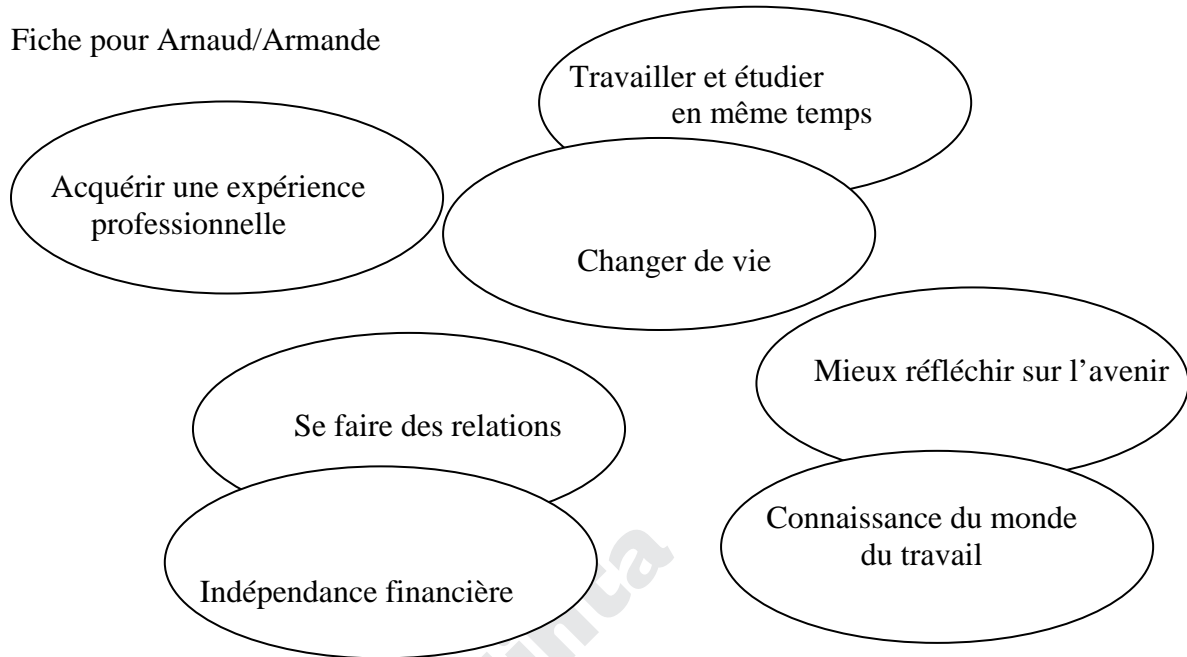 Fiche pour Arnaud/Armande
Travailler et étudier
en même temps
Acquérir une expérience
professionnelle
Changer de vie
Mieux réfléchir sur l’avenir
Se faire des relations
Connaissance du monde
du travail
Indépendance financière